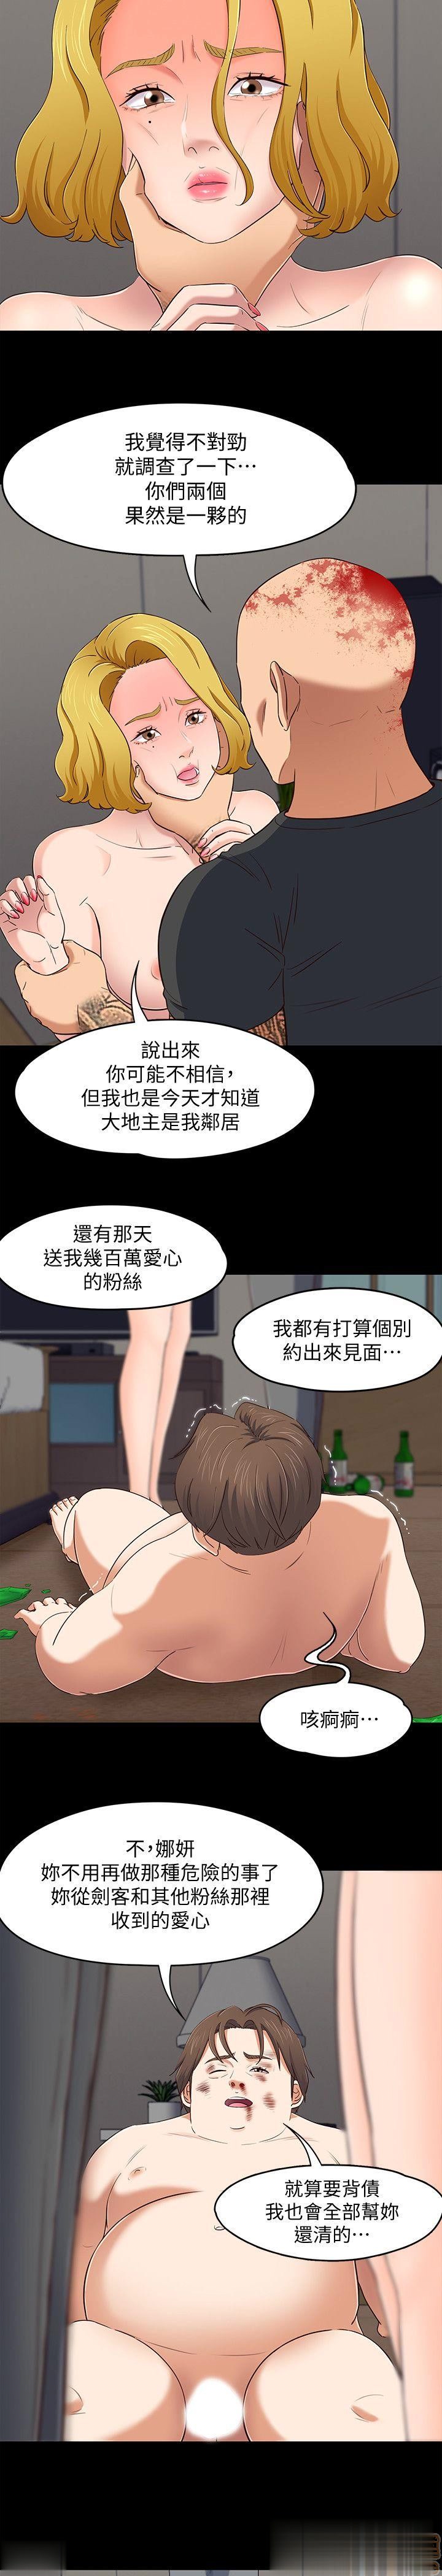 我覺得不對勁
就調查了一下⋯
你們兩個
果然是一夥的
說出來
你可能不相信，
但我也是今天才知道
大地主是我鄰居
還有那天
送我幾百萬愛心
的粉絲
我都有打算個別
約出來見面⋯
咳痾痾⋯
不，娜妍
妳不用再做那種危險的事了
妳從劍客和其他粉絲那裡
收到的愛心
就算要背債
我也會全部幫妳
還清的⋯